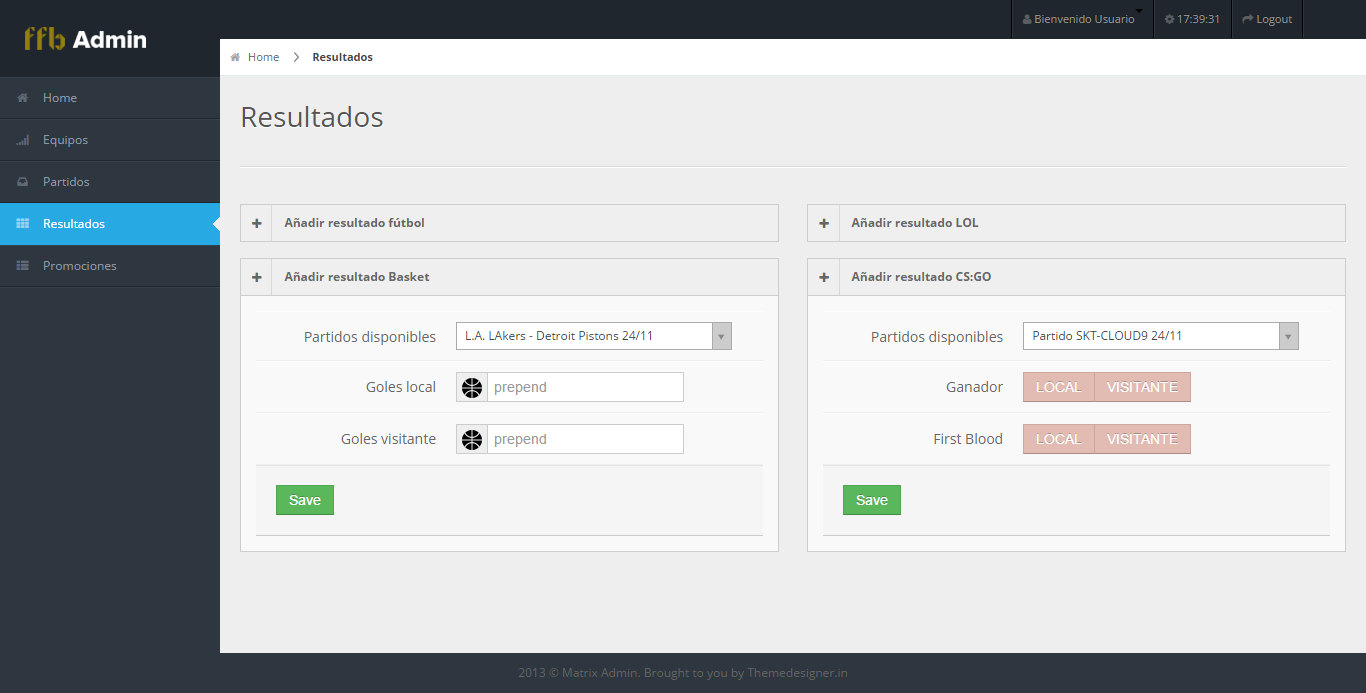 ffb Admin
Bienvenido Usuario
17:39:31
Logout
Home
Resultados
Home
Equipos
Partidos
Resultados
Promociones
Resultados
Añadir resultado fútbol
Añadir resultado LOL
Añadir resultado Basket
Partidos disponibles
L.A. LAkers - Detroit Pistons 24/11
Goles local
prepend
Goles visitante
prepend
Save
Añadir resultado CS:GO
Partidos disponibles
Partido SKT-CLOUD9 24/11
Ganador
LOCAL VISITANTE
First Blood
LOCAL VISITANTE
Save
2013 © Matrix Admin. Brought to you by Themedesigner.in